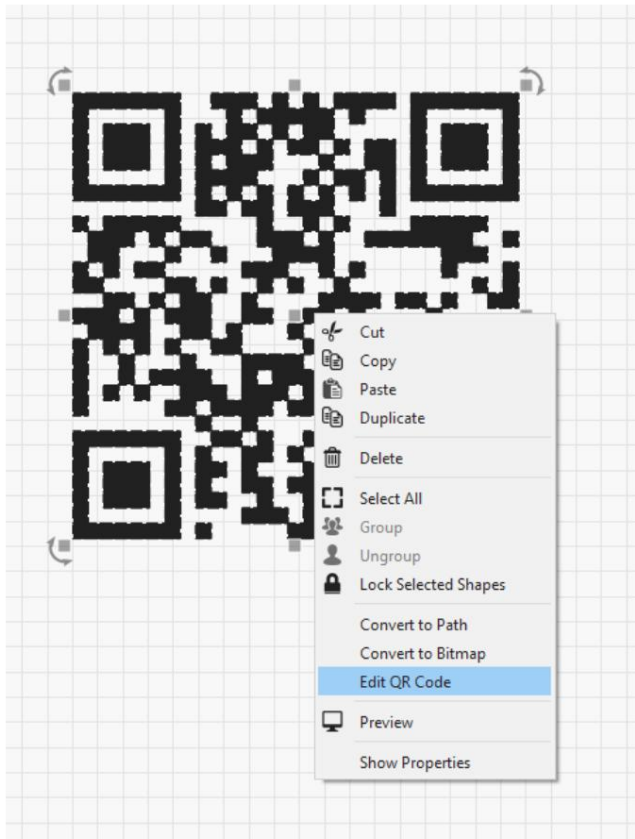 Cut
Copy
Paste
Duplicate
Delete
Select All
Group
Ungroup
Lock Selected Shapes
Convert to Path
Convert to Bitmap
Edit QR Code
Preview
Show Properties